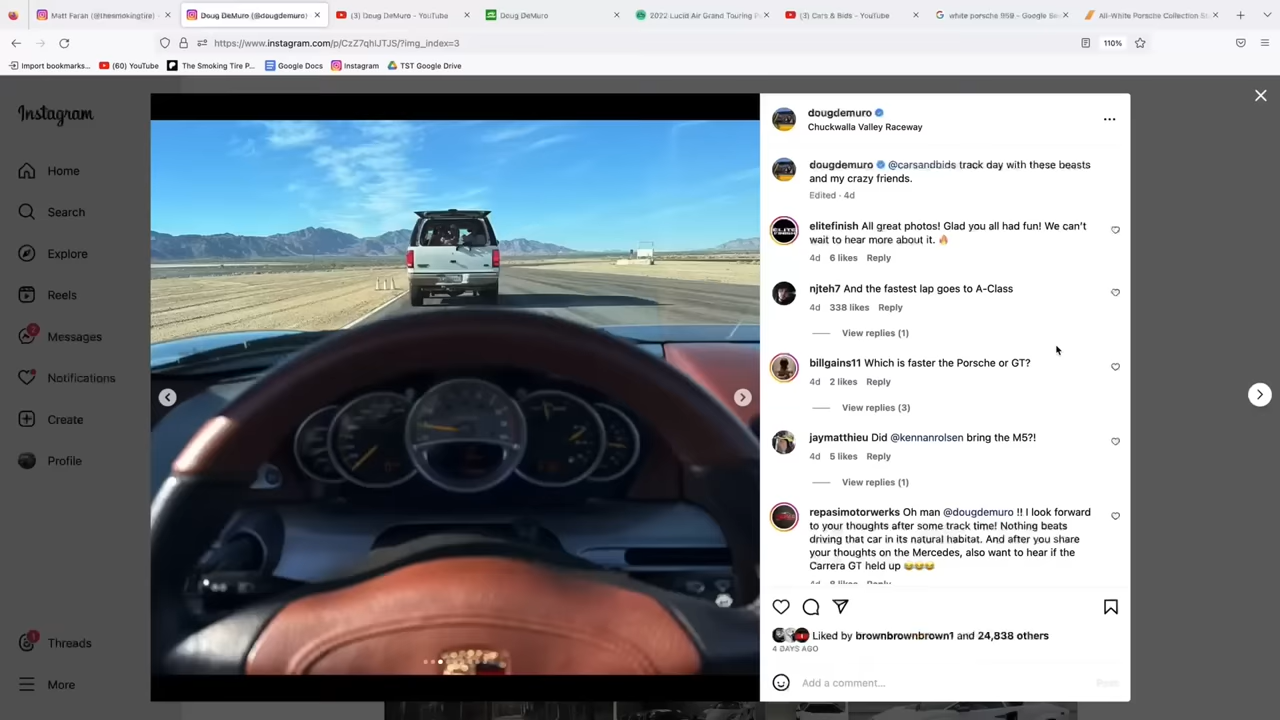 Matt Farah (@thesmokingtire)
Doug DeMuro (@dougdemuro)
(3) Doug DeMuro - YouTube
Doug DeMuro
2022 Lucid Air Grand Touring P
(3) Cars & Bids - YouTube
white porsche 959 - Google Se
All-White Porsche Collection &
https://www.instagram.com/p/CzZ7qhIJTJS/?img_index=3
110%
Import bookmarks...
(60) YouTube
The Smoking Tire P...
Google Docs
Instagram
TST Google Drive
Instagram
Home
Search
Explore
Reels
2
Messages
Notifications
Create
Profile
1
Threads
More
dougdemuro
Chuckwalla Valley Raceway
dougdemuro @carsandbids track day with these beasts
and my crazy friends.
Edited · 4d
elitefinish All great photos! Glad you all had fun! We can't
wait to hear more about it. 🔥
4d 6 likes Reply
njteh7 And the fastest lap goes to A-Class
4d 338 likes Reply
View replies (1)
billgains11 Which is faster the Porsche or GT?
4d 2 likes Reply
View replies (3)
jaymatthieu Did @kennanrolsen bring the M5?!
4d 5 likes Reply
View replies (1)
repasimotorwerks Oh man @dougdemuro !! I look forward
to your thoughts after some track time! Nothing beats
driving that car in its natural habitat. And after you share
your thoughts on the Mercedes, also want to hear if the
Carrera GT held up 😂😂😂
4d 8 likes Reply
Liked by brownbrownbrown1 and 24,838 others
4 DAYS AGO
Add a comment...
Post